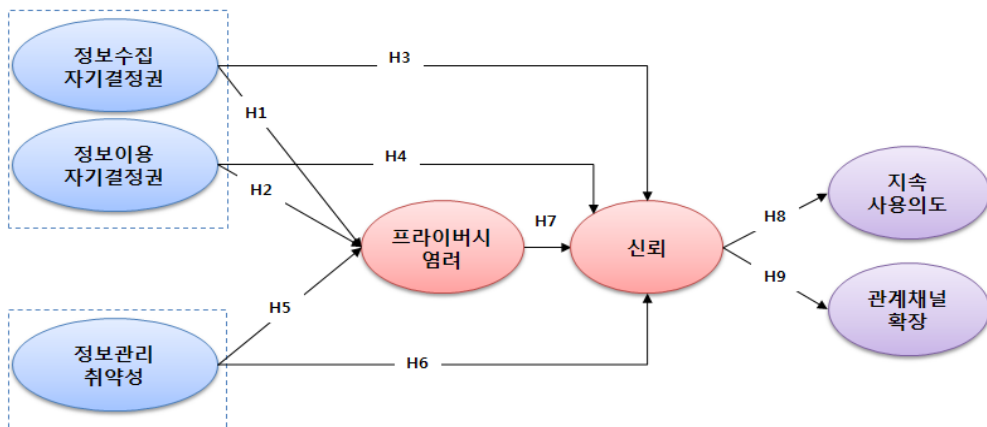 정보수집
자기결정권
H3
H1
정보이용
자기결정권
H4
H2
지속
사용의도
H8
프라이버시
염려
H7
신뢰
H9
관계채널
확장
H5
정보관리
취약성
H6